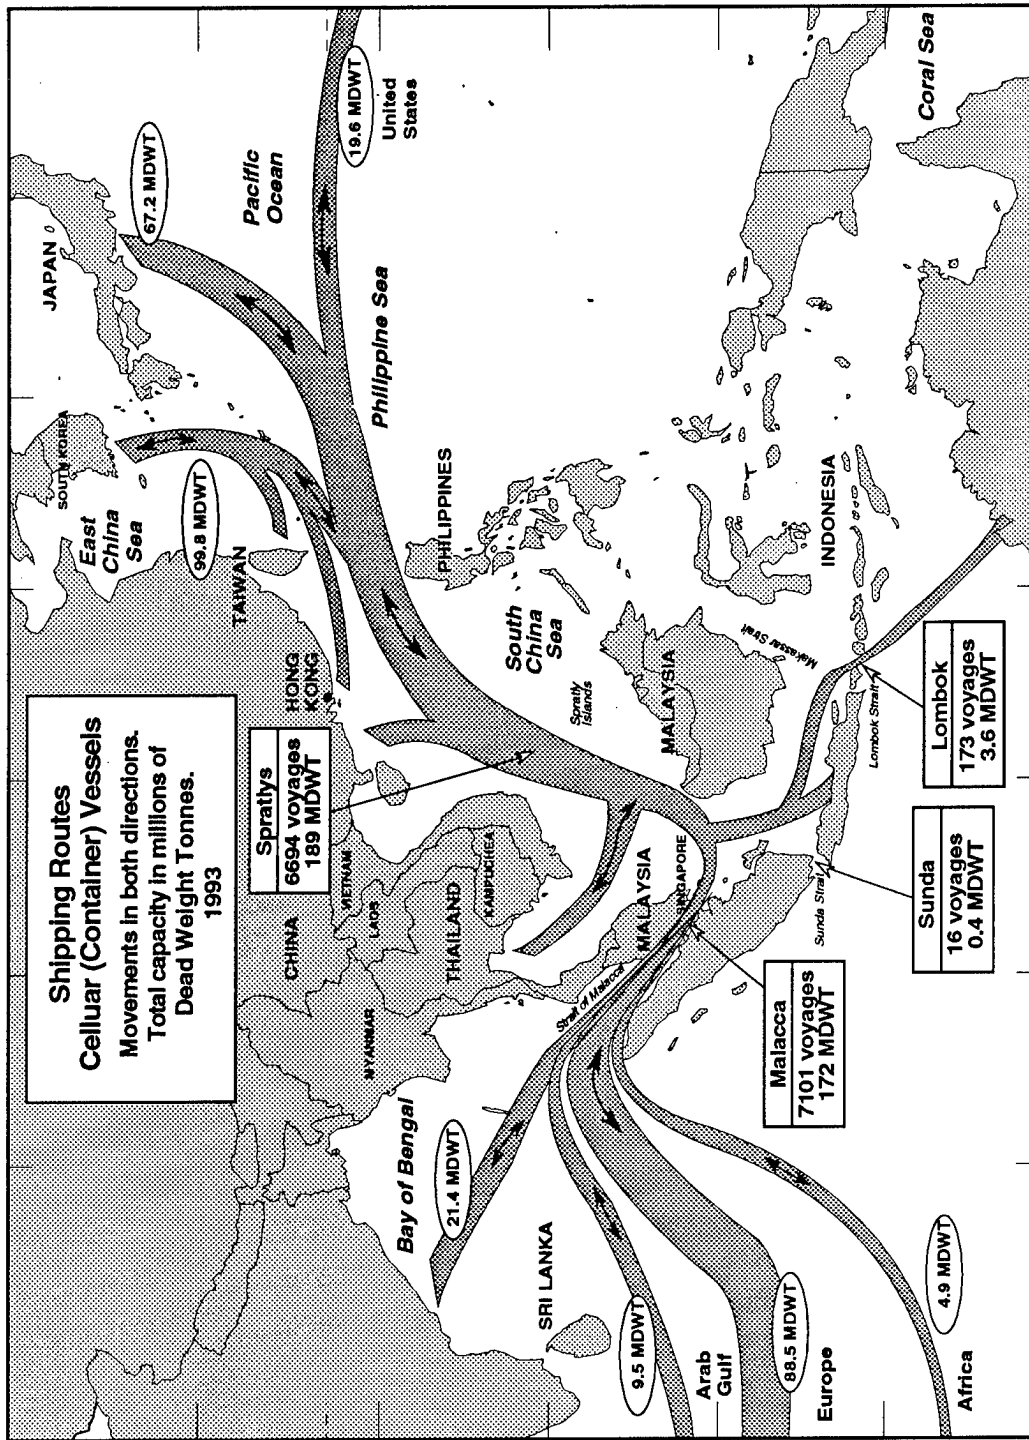 Shipping Routes
Celluar (Container) Vessels
Movements in both directions.
Total capacity in millions of
Dead Weight Tonnes.
1993
JAPAN
67.2 MDWT
SOUTH KOREA
East
China
Sea
99.8 MDWT
TAIWAN
Pacific
Ocean
19.6 MDWT
United
States
Philippine Sea
CHINA
HONG
KONG
Spratlys
6694 voyages
189 MDWT
MYANMAR
LAOS
VIETNAM
THAILAND
KAMPUCHEA
PHILIPPINES
South
China
Sea
Spratly
Islands
Bay of Bengal
21.4 MDWT
SRI LANKA
Strait of Malacca
MALAYSIA
SINGAPORE
MALAYSIA
Makassar Strait
INDONESIA
9.5 MDWT
Arab
Gulf
88.5 MDWT
Europe
4.9 MDWT
Africa
Malacca
7101 voyages
172 MDWT
Sunda Strait
Sunda
16 voyages
0.4 MDWT
Lombok Strait
Lombok
173 voyages
3.6 MDWT
Coral Sea